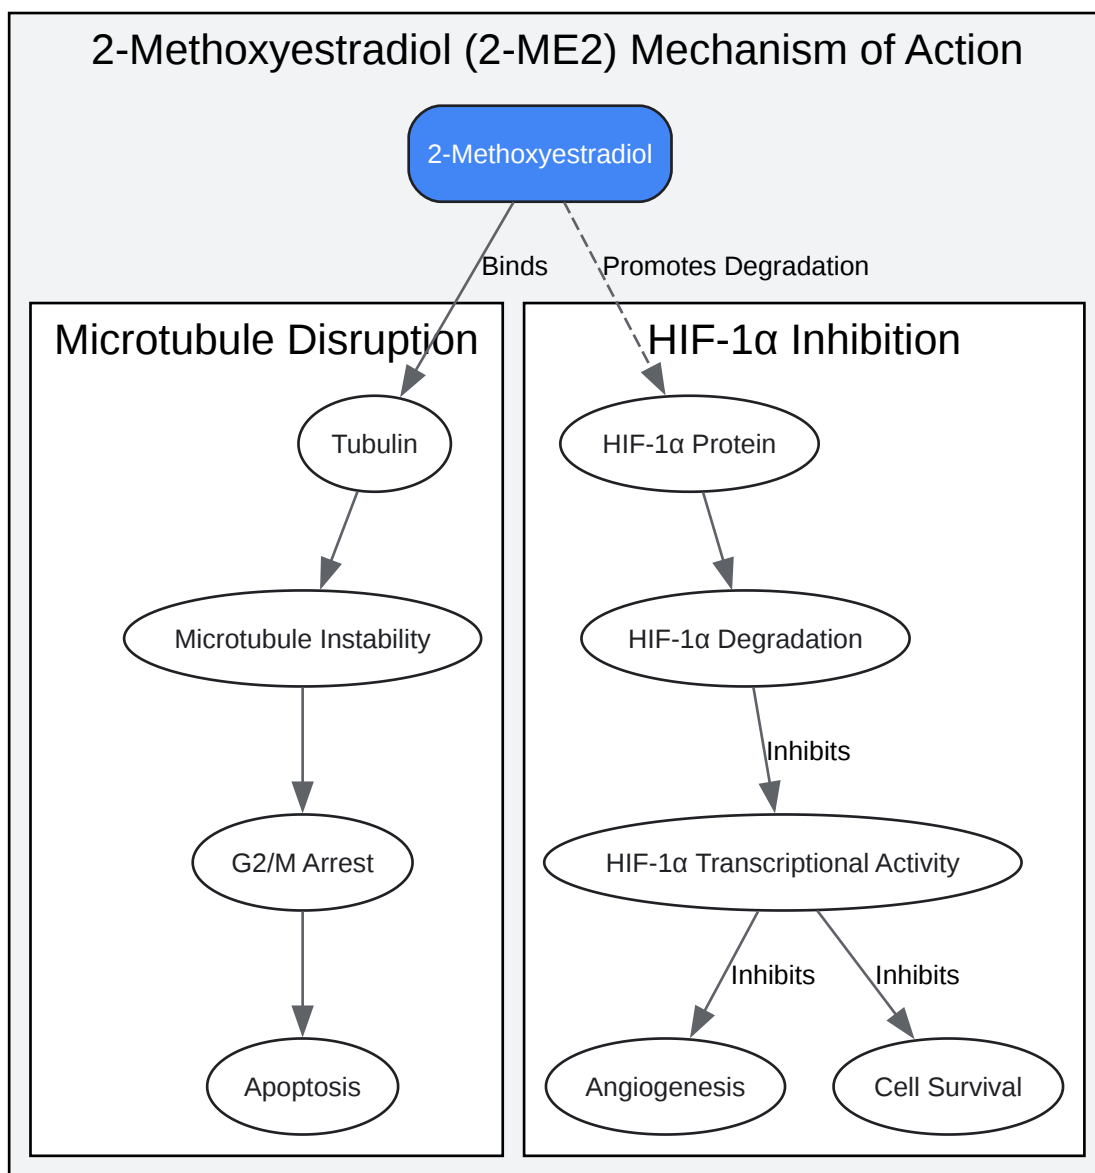 2-Methoxyestradiol (2-ME2) Mechanism of Action
2-Methoxyestradiol
Binds
Promotes Degradation
Microtubule Disruption
HIF-1α Inhibition
Tubulin
HIF-1α Protein
Microtubule Instability
HIF-1α Degradation
Inhibits
G2/M Arrest
HIF-1α Transcriptional Activity
Inhibits
Inhibits
Apoptosis
Angiogenesis
Cell Survival